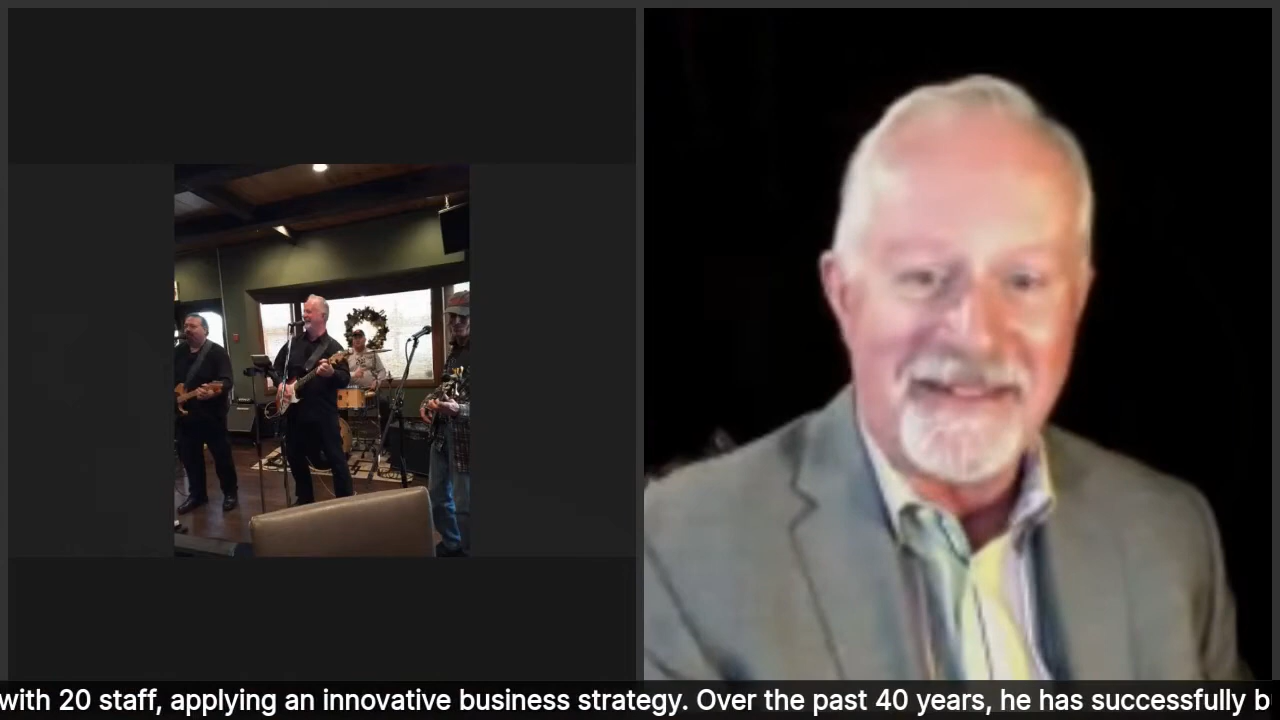 with 20 staff, applying an innovative business strategy. Over the past 40 years, he has successfully b